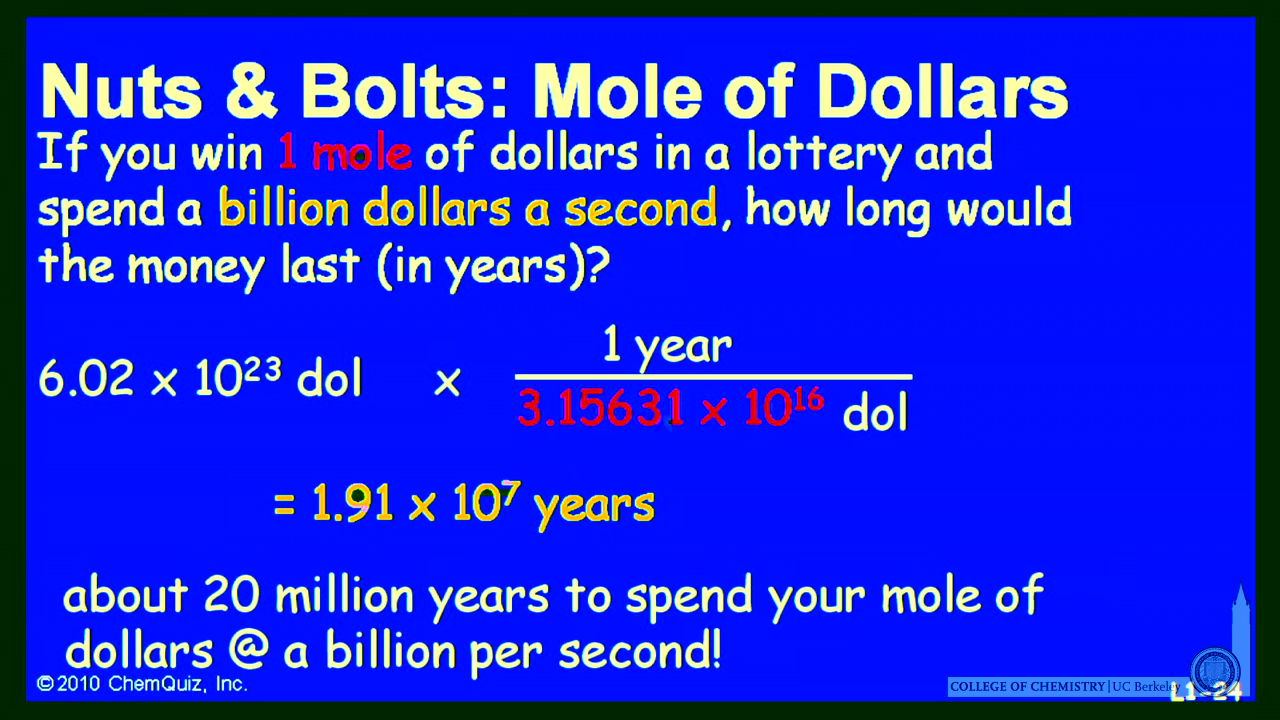 Nuts & Bolts: Mole of Dollars
If you win 1 mole of dollars in a lottery and
spend a billion dollars a second, how long would
the money last (in years)?
1 year
6.02 x 10²³ dol x
3.15631 x 10¹⁶ dol
= 1.91 x 10⁷ years
about 20 million years to spend your mole of
dollars @ a billion per second!
©2010 ChemQuiz, Inc.
COLLEGE OF CHEMISTRY | UC Berkeley
L1-24